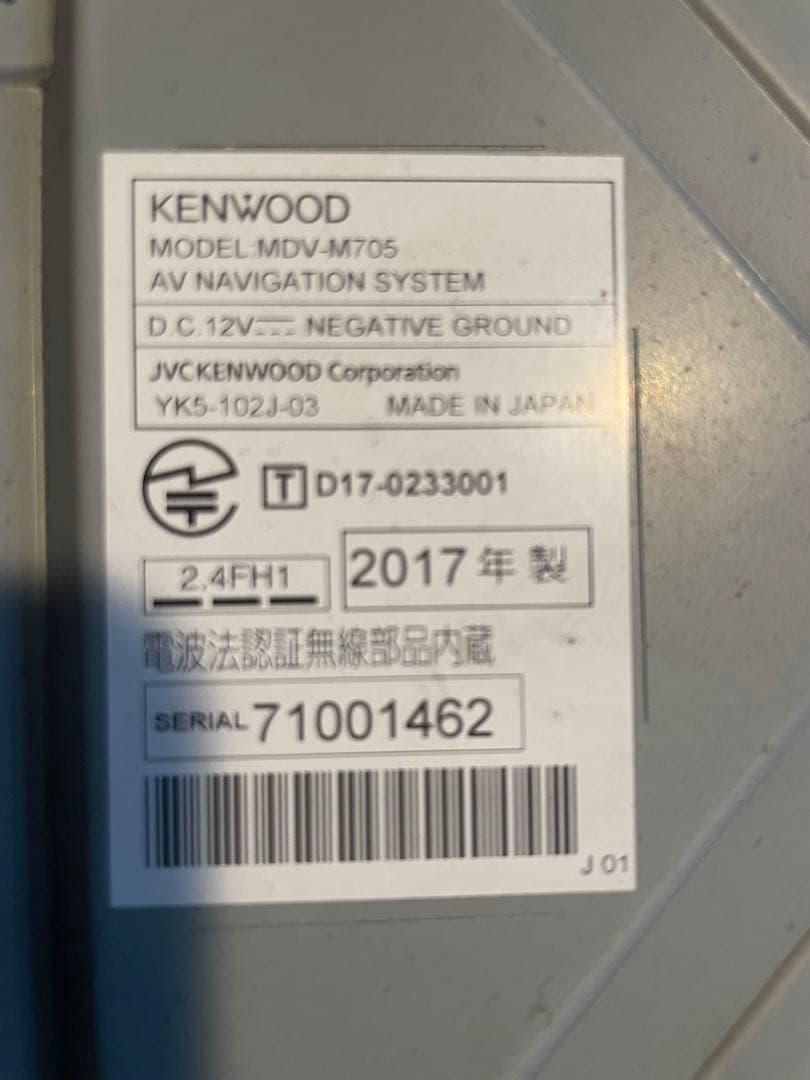 KENWOOD
MODEL:MDV-M705
AV NAVIGATION SYSTEM
D.C.12V⎓ NEGATIVE GROUND
JVCKENWOOD Corporation
YK5-102J-03 MADE IN JAPAN
T D17-0233001
2.4FH1 2017年製
電波法認証無線部品内蔵
SERIAL 71001462
J 01